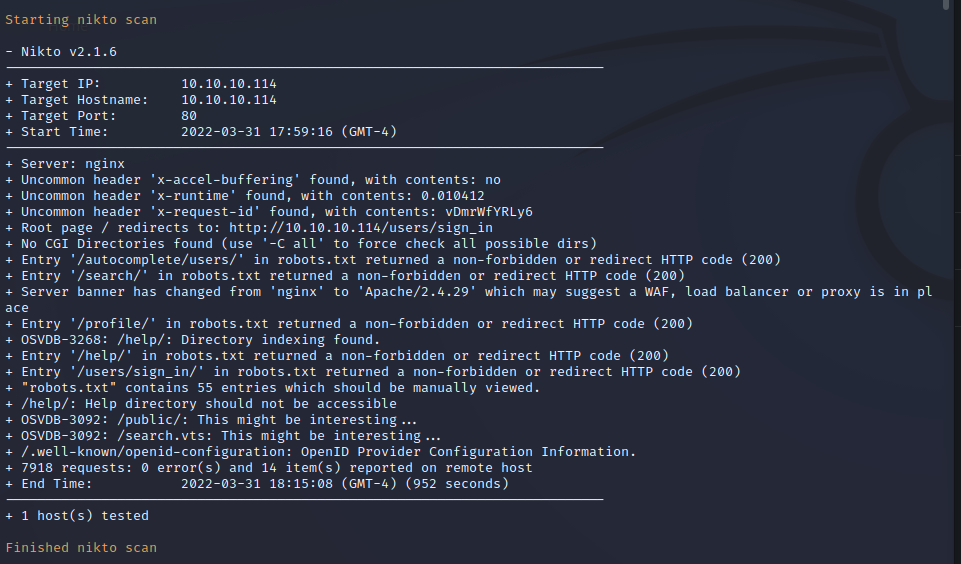 Starting nikto scan
- Nikto v2.1.6
+ Target IP:          10.10.10.114
+ Target Hostname:    10.10.10.114
+ Target Port:        80
+ Start Time:         2022-03-31 17:59:16 (GMT-4)
+ Server: nginx
+ Uncommon header 'x-accel-buffering' found, with contents: no
+ Uncommon header 'x-runtime' found, with contents: 0.010412
+ Uncommon header 'x-request-id' found, with contents: vDmrWfYRLy6
+ Root page / redirects to: http://10.10.10.114/users/sign_in
+ No CGI Directories found (use '-C all' to force check all possible dirs)
+ Entry '/autocomplete/users/' in robots.txt returned a non-forbidden or redirect HTTP code (200)
+ Entry '/search/' in robots.txt returned a non-forbidden or redirect HTTP code (200)
+ Server banner has changed from 'nginx' to 'Apache/2.4.29' which may suggest a WAF, load balancer or proxy is in pl
ace
+ Entry '/profile/' in robots.txt returned a non-forbidden or redirect HTTP code (200)
+ OSVDB-3268: /help/: Directory indexing found.
+ Entry '/help/' in robots.txt returned a non-forbidden or redirect HTTP code (200)
+ Entry '/users/sign_in/' in robots.txt returned a non-forbidden or redirect HTTP code (200)
+ "robots.txt" contains 55 entries which should be manually viewed.
+ /help/: Help directory should not be accessible
+ OSVDB-3092: /public/: This might be interesting...
+ OSVDB-3092: /search.vts: This might be interesting...
+ /.well-known/openid-configuration: OpenID Provider Configuration Information.
+ 7918 requests: 0 error(s) and 14 item(s) reported on remote host
+ End Time:           2022-03-31 18:15:08 (GMT-4) (952 seconds)
+ 1 host(s) tested
Finished nikto scan